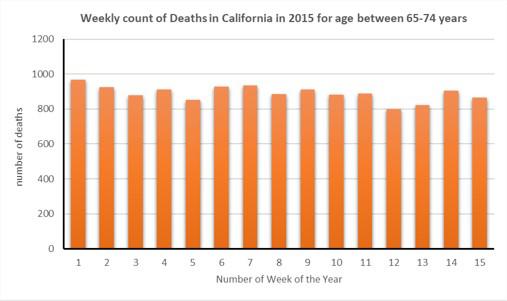 Weekly count of Deaths in California in 2015 for age between 65-74 years
1200
1000
800
600
400
200
0
number of deaths
1 2 3 4 5 6 7 8 9 10 11 12 13 14 15
Number of Week of the Year